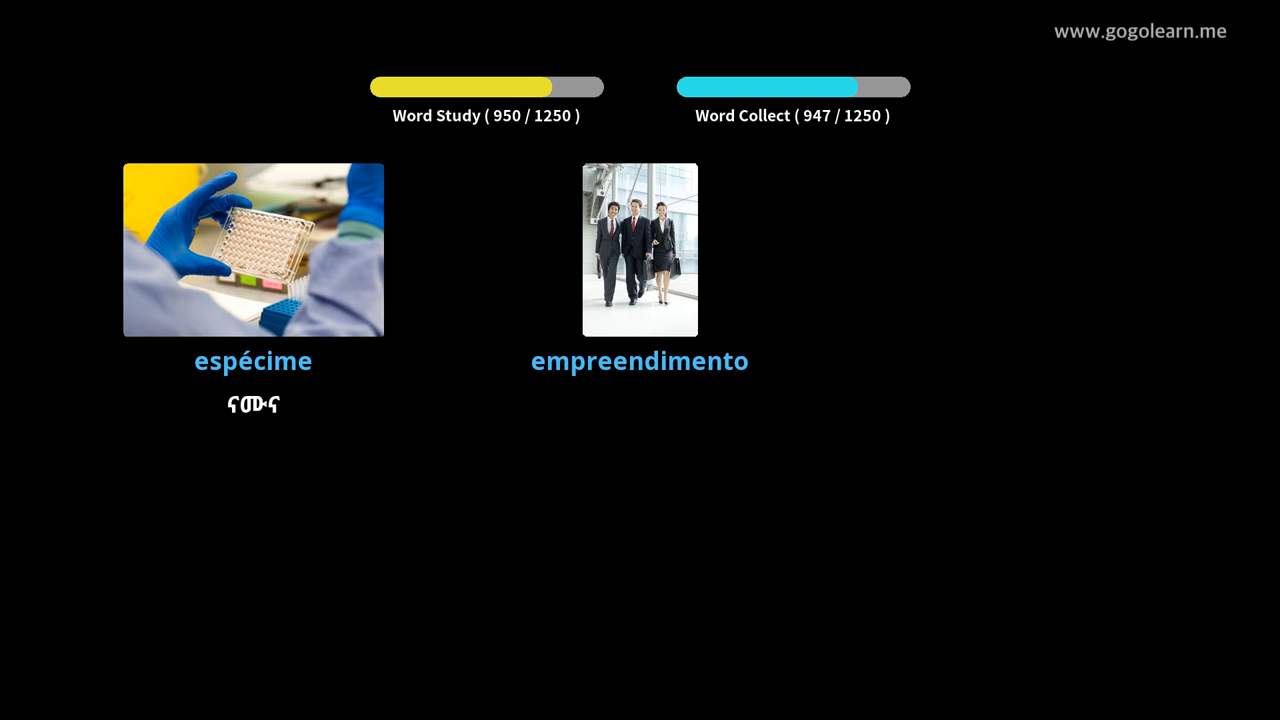 www.gogolearn.me
Word Study ( 950 / 1250 )
Word Collect ( 947 / 1250 )
espécime
empreendimento
ናሙና